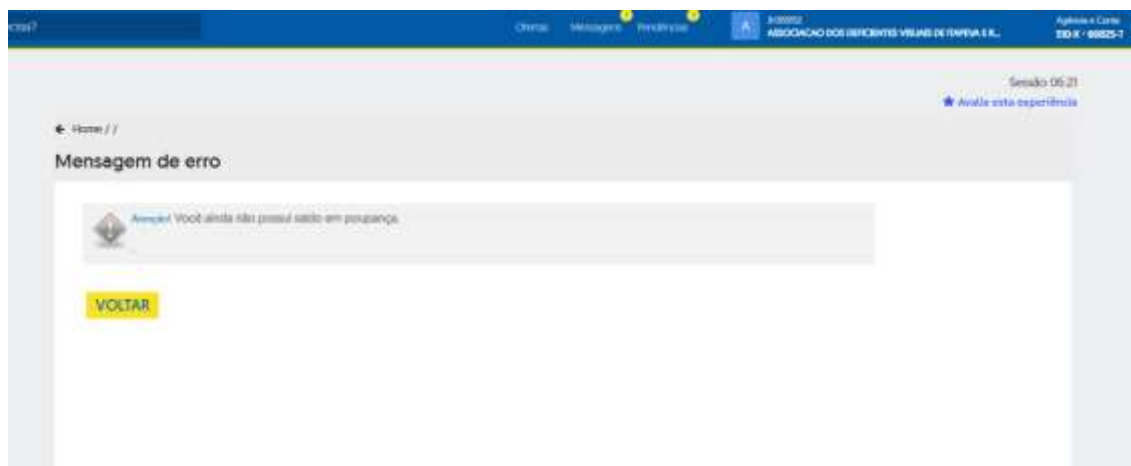 Ofertas Mensagens Pendências
A
ASSOCIACAO DOS DEFICIENTES VISUAIS DE ITAPEVA E R...
Agência e Conta
Sessão 06:21
Avalie esta experiência
Home / /
Mensagem de erro
Atenção! Você ainda não possui saldo em poupança.
VOLTAR